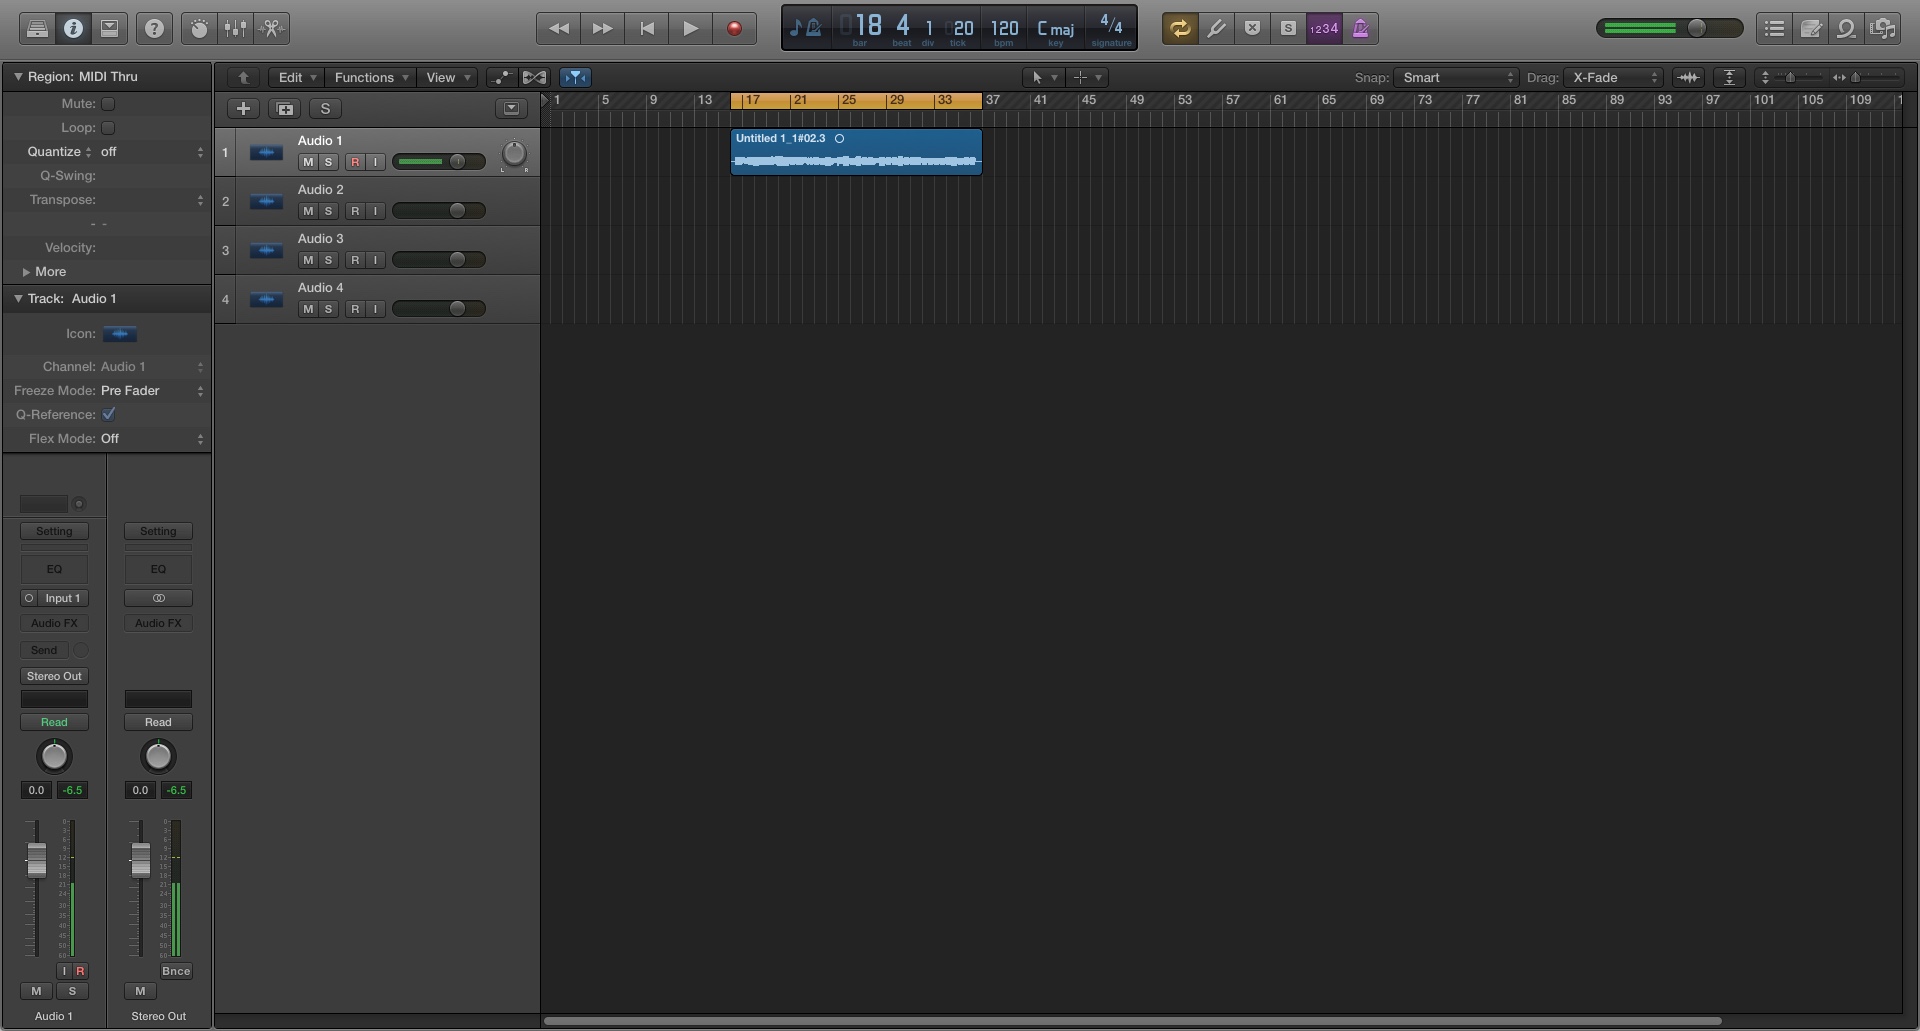 18 4 1 20 120 C maj 4/4
bar beat div tick bpm key signature
? S 1234
Region: MIDI Thru
Mute:
Loop:
Quantize off
Q-Swing:
Transpose:
- -
Velocity:
More
Track: Audio 1
Icon:
Channel: Audio 1
Freeze Mode: Pre Fader
Q-Reference:
Flex Mode: Off
Setting Setting
EQ EQ
Input 1
Audio FX Audio FX
Send
Stereo Out
Read Read
0.0 -6.5 0.0 -6.5
I R Bnce
M S M
Audio 1 Stereo Out
Edit Functions View Snap: Smart Drag: X-Fade
+ S
1 5 9 13 17 21 25 29 33 37 41 45 49 53 57 61 65 69 73 77 81 85 89 93 97 101 105 109
1 Audio 1
M S R I L R
Untitled 1_1#02.3
2 Audio 2
M S R I
3 Audio 3
M S R I
4 Audio 4
M S R I